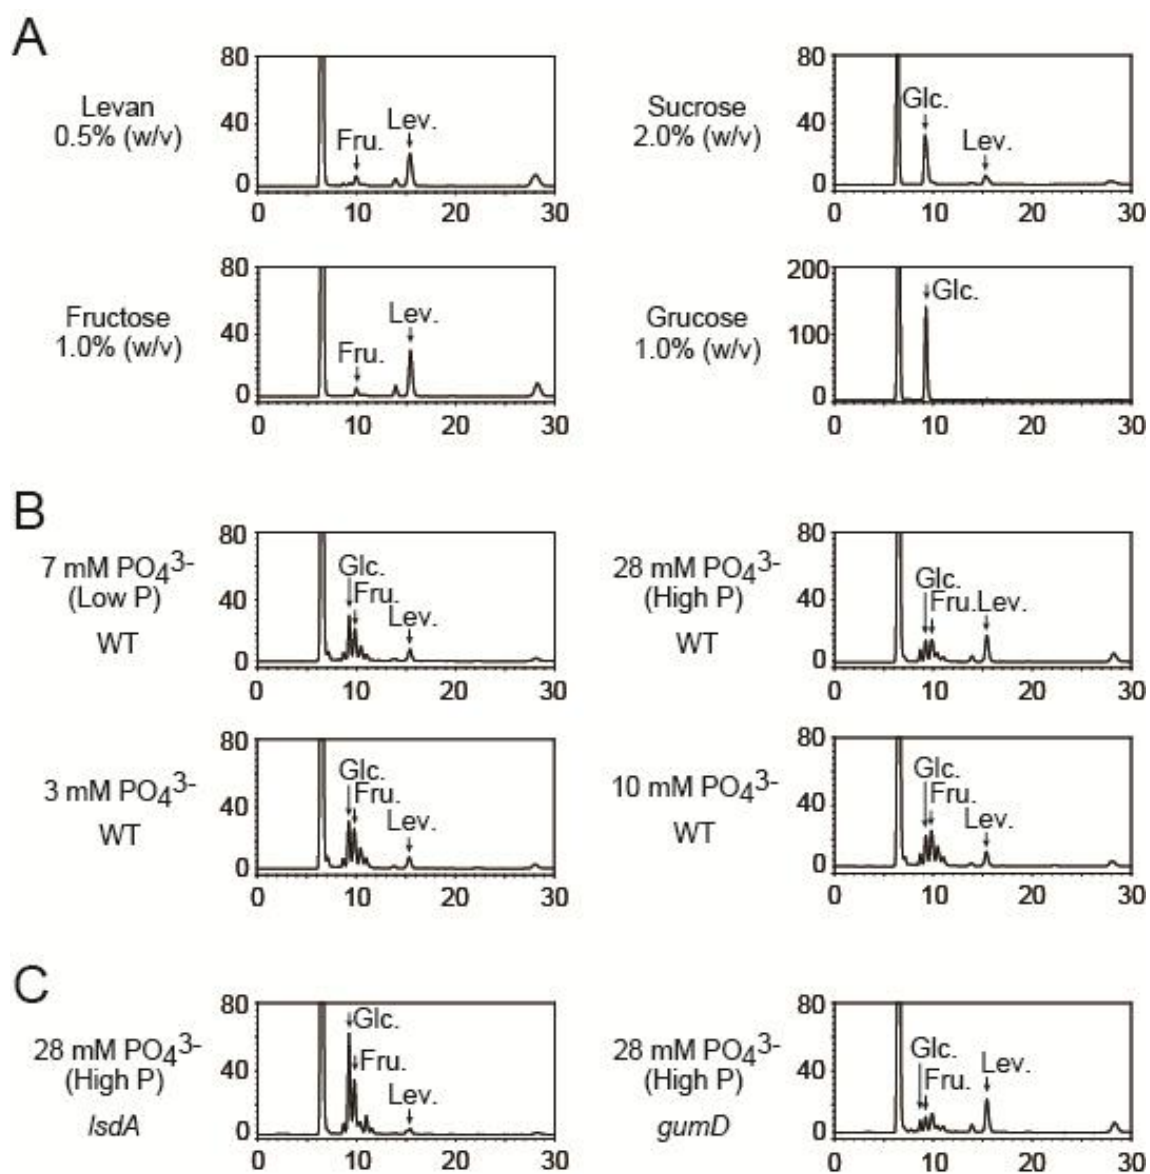 A
Levan
0.5% (w/v)
80
40
0
Fru.
Lev.
0 10 20 30
Sucrose
2.0% (w/v)
80
40
0
Glc.
Lev.
0 10 20 30
Fructose
1.0% (w/v)
80
40
0
Fru.
Lev.
0 10 20 30
Grucose
1.0% (w/v)
200
100
0
Glc.
0 10 20 30
B
7 mM PO₄³⁻
(Low P)
WT
80
40
0
Glc.
Fru.
Lev.
0 10 20 30
28 mM PO₄³⁻
(High P)
WT
80
40
0
Glc.
Fru. Lev.
0 10 20 30
3 mM PO₄³⁻
WT
80
40
0
Glc.
Fru.
Lev.
0 10 20 30
10 mM PO₄³⁻
WT
80
40
0
Glc.
Fru.
Lev.
0 10 20 30
C
28 mM PO₄³⁻
(High P)
lsdA
80
40
0
Glc.
Fru.
Lev.
0 10 20 30
28 mM PO₄³⁻
(High P)
gumD
80
40
0
Glc.
Fru.
Lev.
0 10 20 30